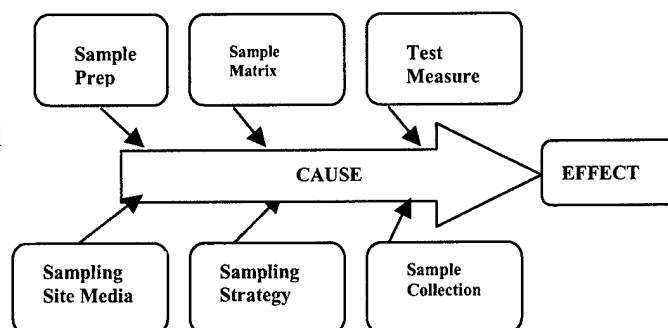 Sample
Prep
Sample
Matrix
Test
Measure
CAUSE
EFFECT
Sampling
Site Media
Sampling
Strategy
Sample
Collection